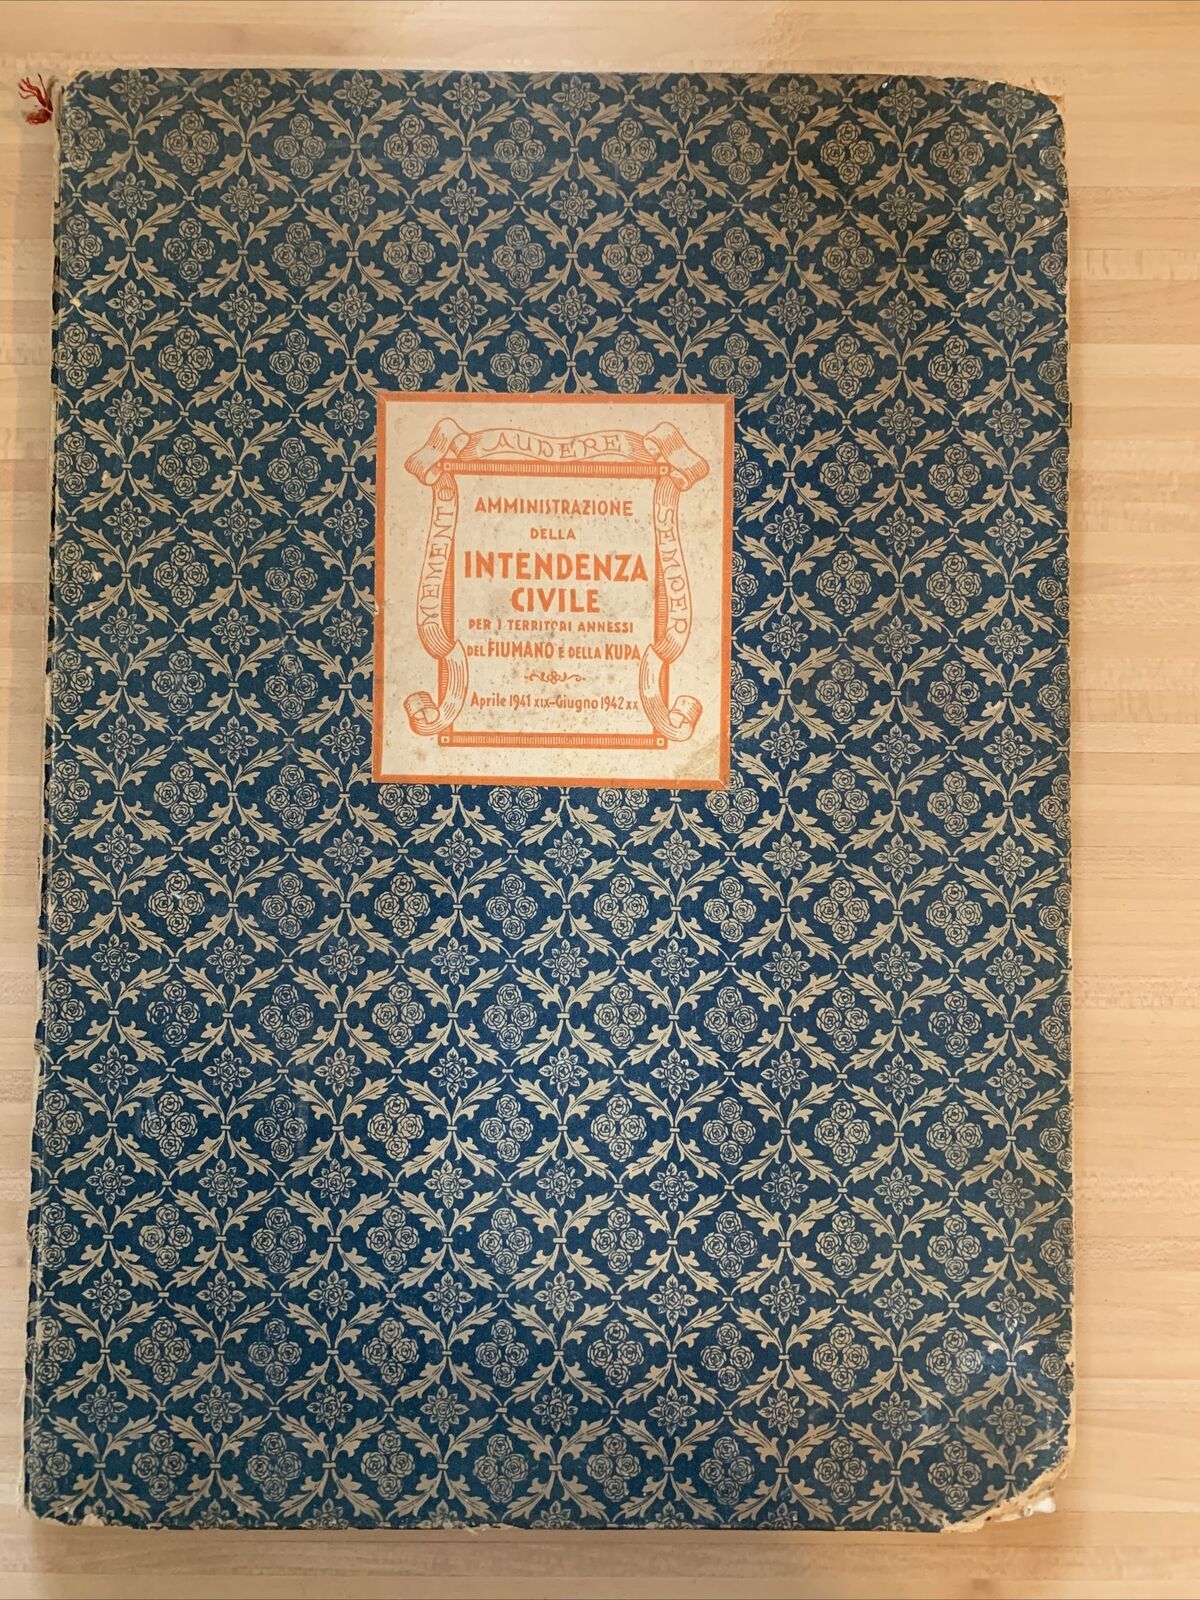 MEMENTO AUDERE SEMPER
AMMINISTRAZIONE
DELLA
INTENDENZA
CIVILE
PER I TERRITORI ANNESSI
DEL FIUMANO E DELLA KUPA
Aprile 1941 XIX-Giugno 1942 XX